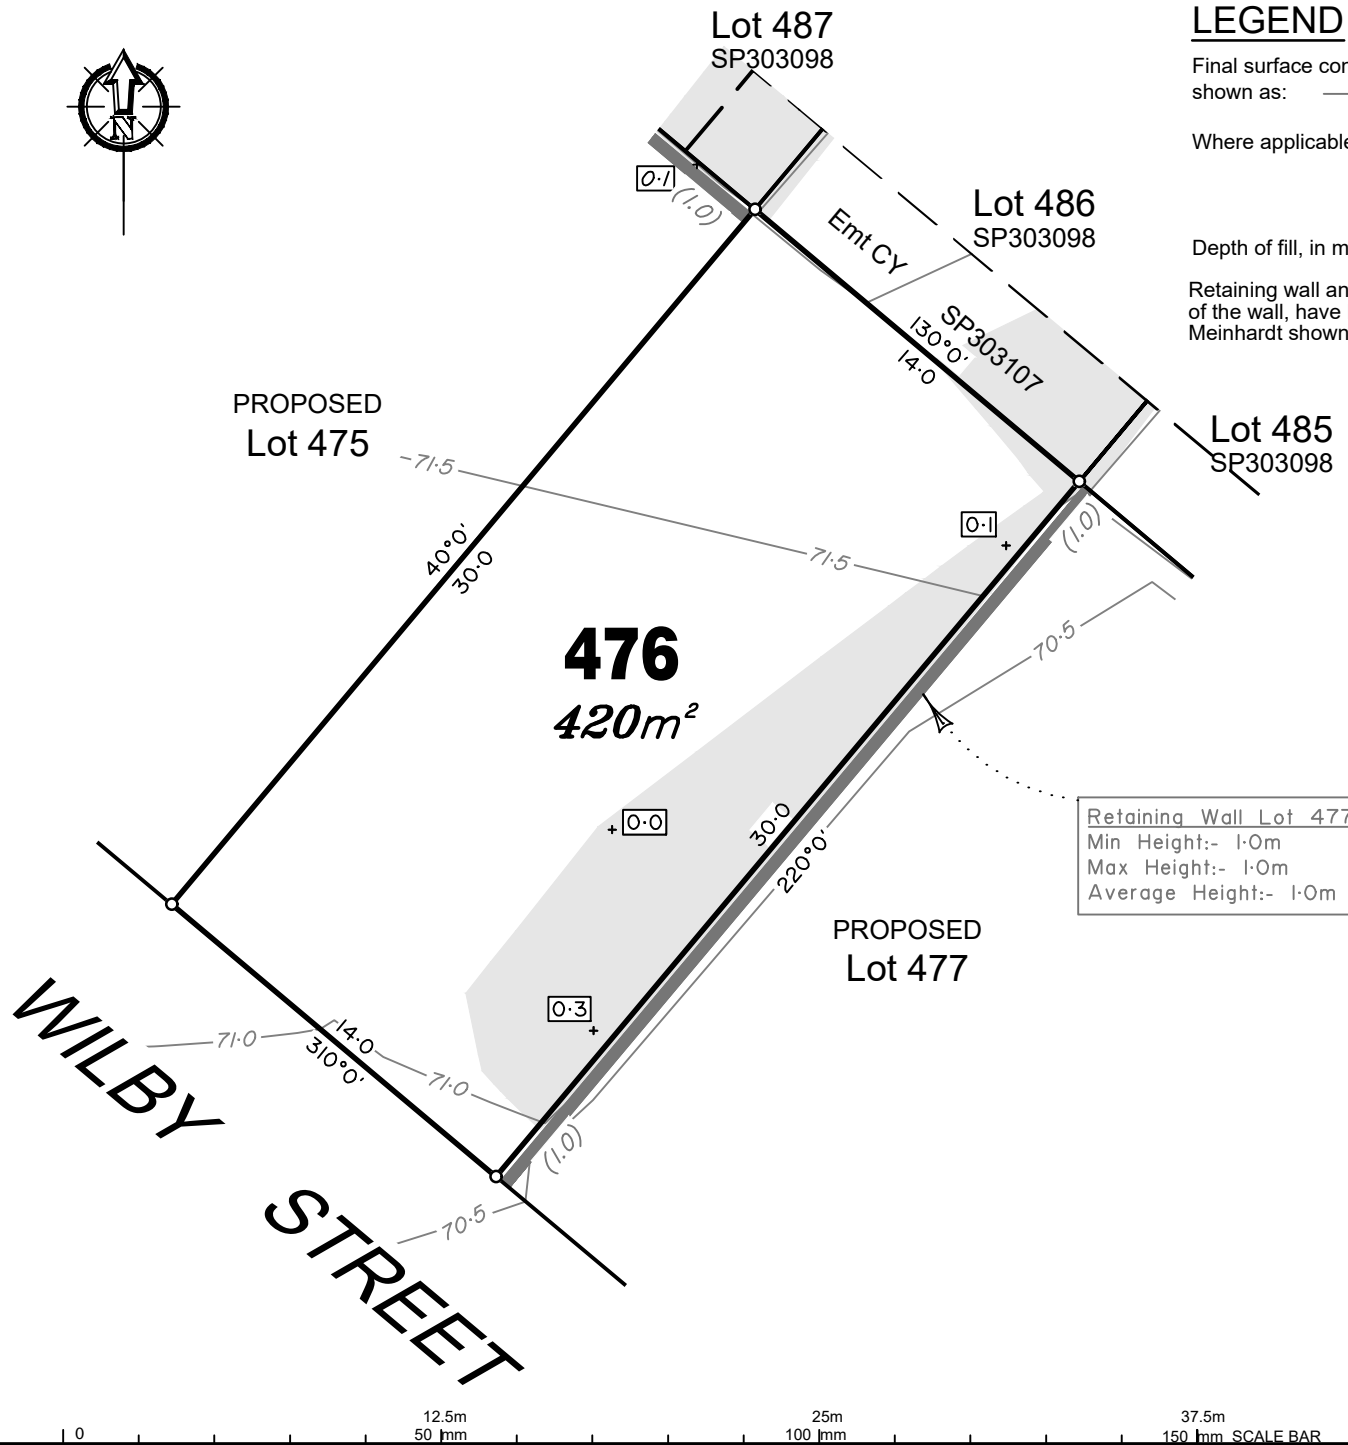 Lot 487
SP303098
LEGEND
Final surface con
shown as:
Where applicable
N
0·1
(1.0)
Lot 486
SP303098
Emt CY
Depth of fill, in m
Retaining wall an
of the wall, have
Meinhardt shown
SP303107
130°0'
14·0
PROPOSED
Lot 475
71·5
Lot 485
SP303098
0·1
(1.0)
71·5
40°0'
30·0
70·5
476
420m²
0·0
30·0
220°0'
Retaining Wall Lot 477
Min Height:- 1·0m
Max Height:- 1·0m
Average Height:- 1·0m
PROPOSED
Lot 477
0·3
71·0
14·0
310°0'
71·0
(1.0)
70·5
WILBY STREET
12.5m 25m 37.5m
0 50 mm 100 mm 150 mm SCALE BAR